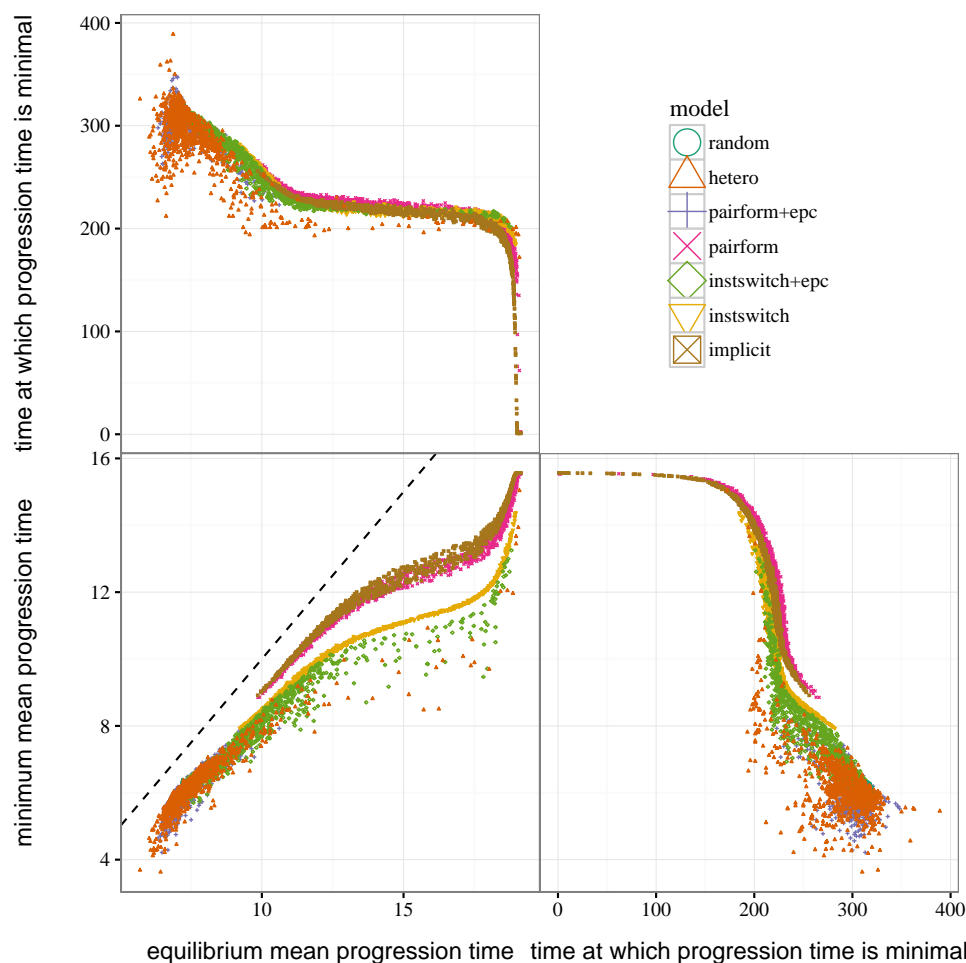 time at which progression time is minimal
400
300
200
100
0
model
random
hetero
pairform+epc
pairform
instswitch+epc
instswitch
implicit
minimum mean progression time
16
12
8
4
10
15
0
100
200
300
400
equilibrium mean progression time
time at which progression time is minimal